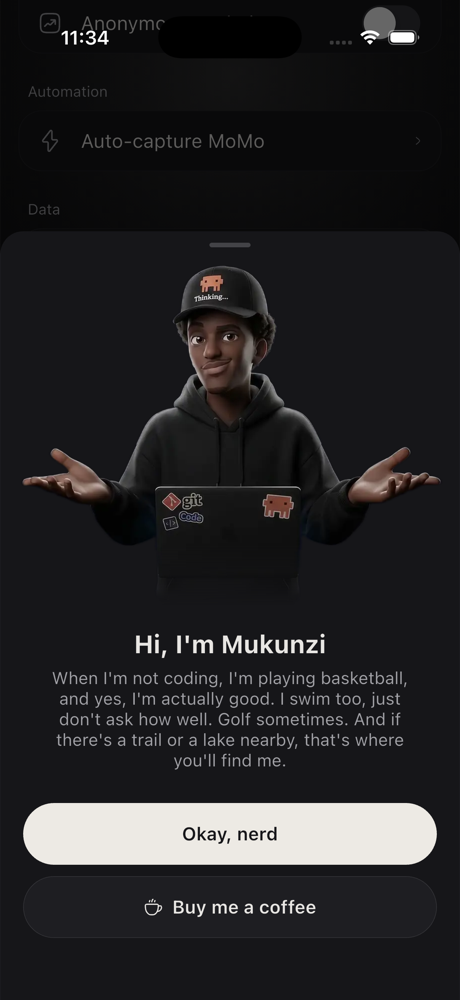 11:34
Automation
Auto-capture MoMo
Data
Thinking...
git
Code
Hi, I'm Mukunzi
When I'm not coding, I'm playing basketball,
and yes, I'm actually good. I swim too, just
don't ask how well. Golf sometimes. And if
there's a trail or a lake nearby, that's where
you'll find me.
Okay, nerd
Buy me a coffee